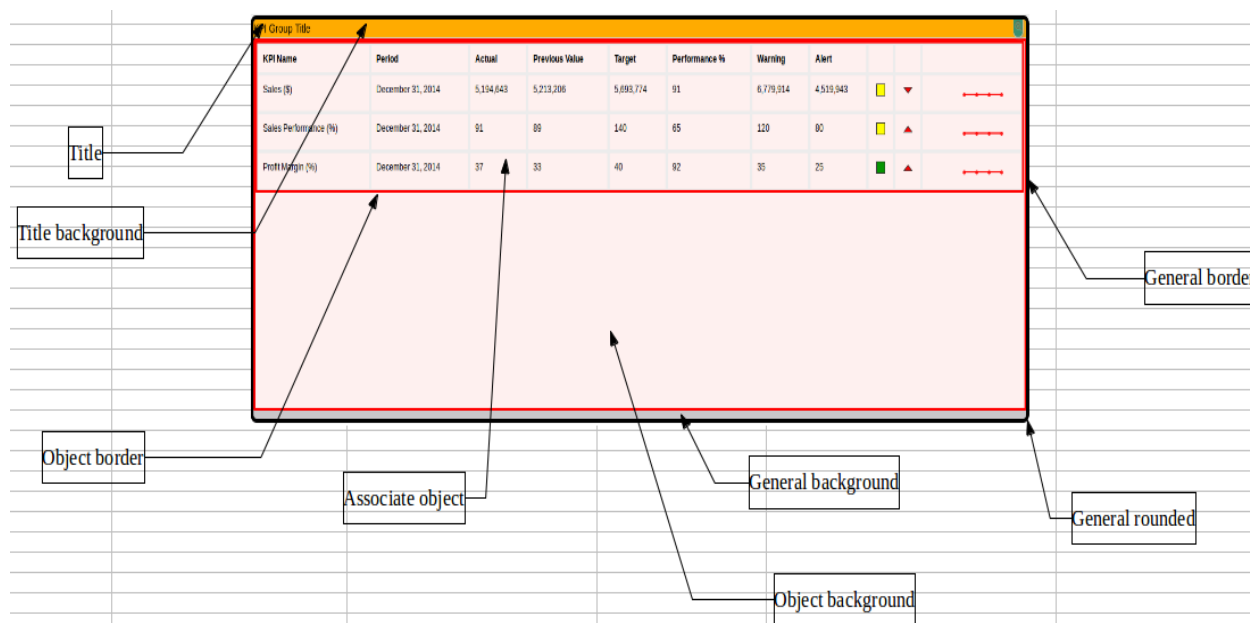 KPI Group Title
KPI Name Period Actual Previous Value Target Performance % Warning Alert
Sales ($) December 31, 2014 5,194,643 5,213,206 5,693,774 91 6,779,914 4,519,943
Sales Performance (%) December 31, 2014 91 89 140 65 120 80
Profit Margin (%) December 31, 2014 37 33 40 92 35 25
Title
Title background
General border
Object border
Associate object
General background
General rounded
Object background